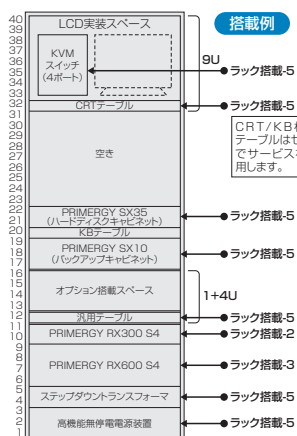 搭載例
40
39
38
37
36
35
34
33
32
31
30
29
28
27
26
25
24
23
22
21
20
19
18
17
16
15
14
13
12
11
10
9
8
7
6
5
4
3
2
1
LCD実装スペース
KVM
スイッチ
(4ポート)
9U
ラック搭載-5
CRTテーブル
ラック搭載-5
CRT/KB
テーブルは
でサービス
用します。
空き
PRIMERGY SX35
(ハードディスクキャビネット)
ラック搭載-5
KBテーブル
PRIMERGY SX10
(バックアップキャビネット)
ラック搭載-5
オプション搭載スペース
1+4U
汎用テーブル
ラック搭載-5
PRIMERGY RX300 S4
ラック搭載-2
PRIMERGY RX600 S4
ラック搭載-3
ステップダウントランスフォーマ
ラック搭載-5
高機能無停電電源装置
ラック搭載-5